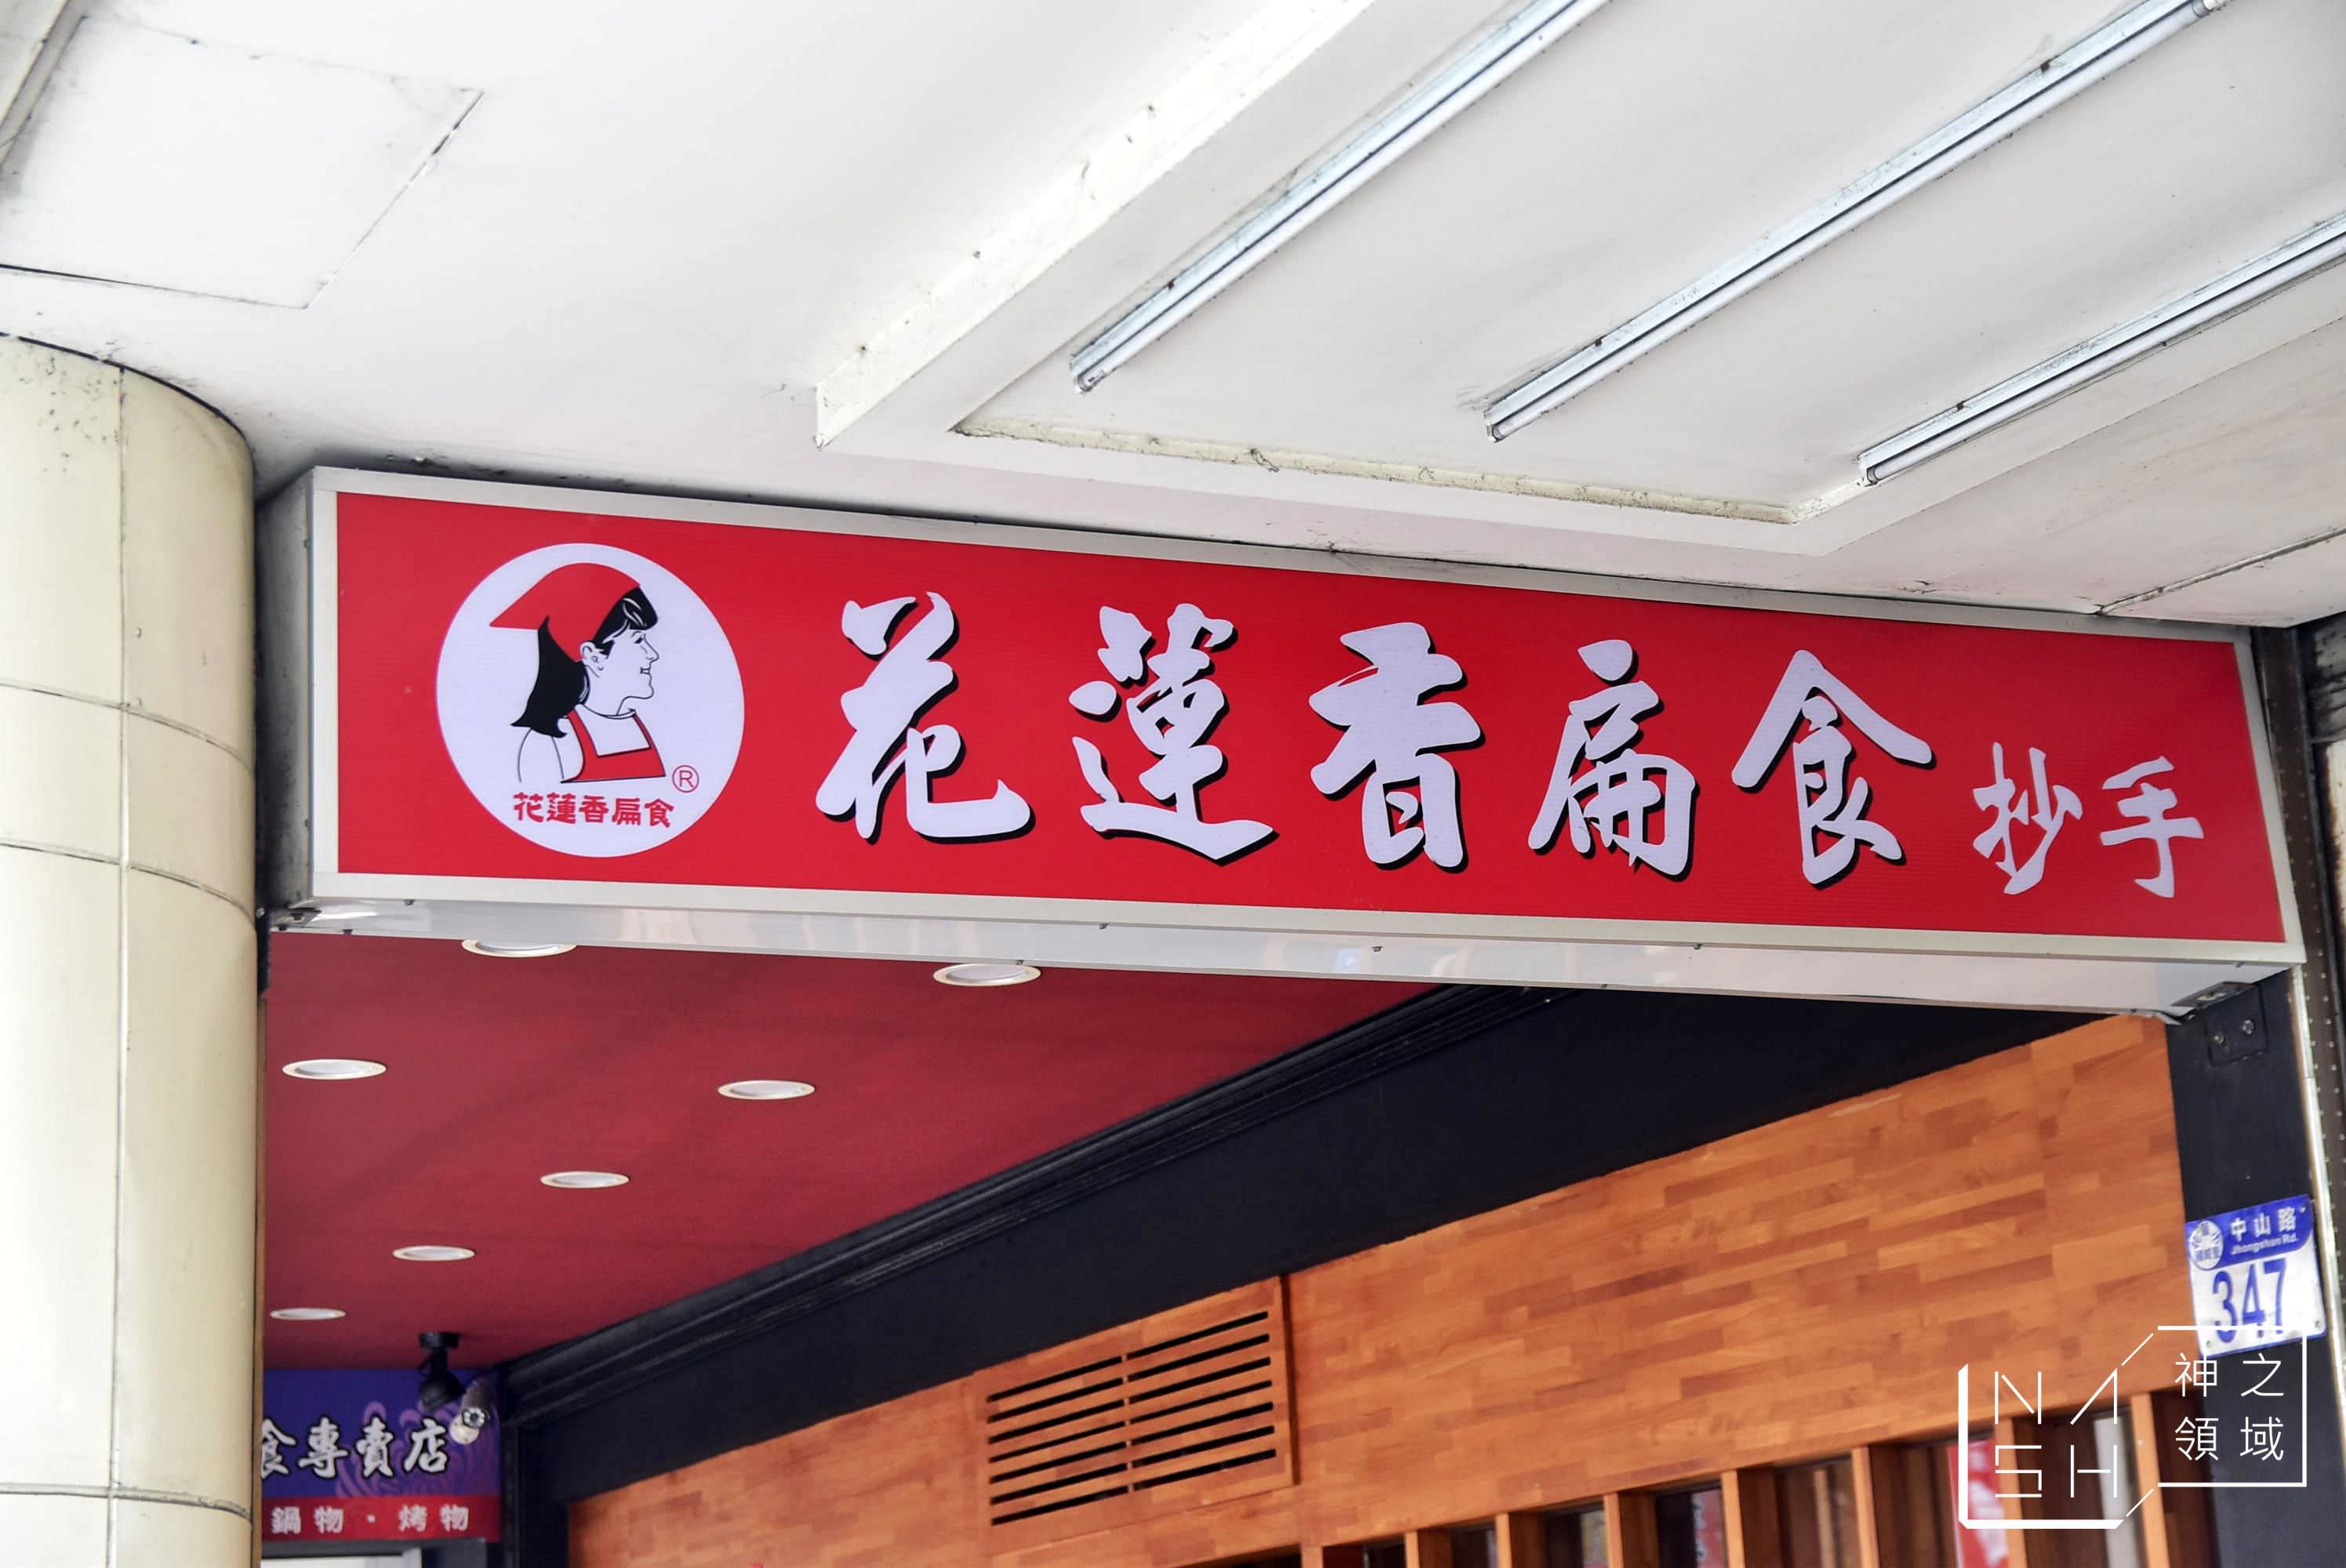 花蓮香扁食 抄手
®
花蓮香扁食
中山路
Jhongshan Rd.
347
食專賣店
鍋物・烤物
NASH
神之
領域